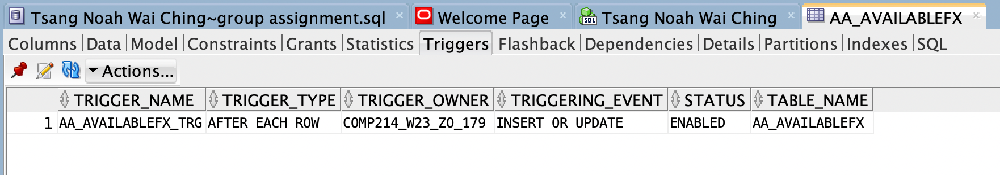 Tsang Noah Wai Ching~group assignment.sql Welcome Page Tsang Noah Wai Ching AA_AVAILABLEFX
Columns Data Model Constraints Grants Statistics Triggers Flashback Dependencies Details Partitions Indexes SQL
Actions...
TRIGGER_NAME TRIGGER_TYPE TRIGGER_OWNER TRIGGERING_EVENT STATUS TABLE_NAME
1 AA_AVAILABLEFX_TRG AFTER EACH ROW COMP214_W23_ZO_179 INSERT OR UPDATE ENABLED AA_AVAILABLEFX